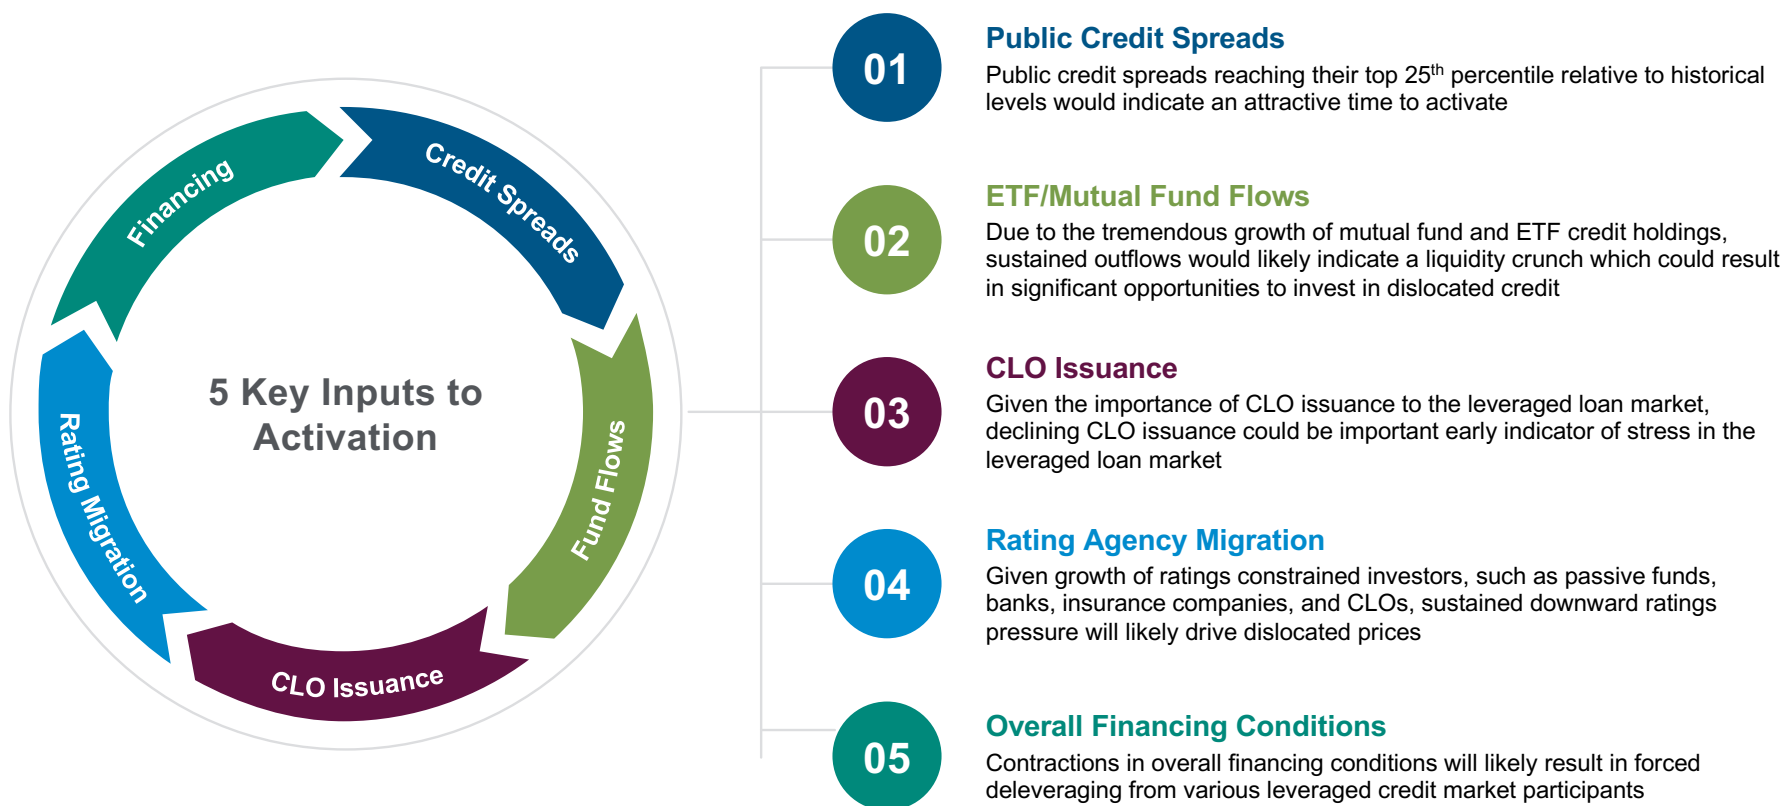 5 Key Inputs to
Activation
Credit Spreads
Fund Flows
CLO Issuance
Rating Migration
Financing
01
Public Credit Spreads
Public credit spreads reaching their top 25th percentile relative to historical
levels would indicate an attractive time to activate
02
ETF/Mutual Fund Flows
Due to the tremendous growth of mutual fund and ETF credit holdings,
sustained outflows would likely indicate a liquidity crunch which could result
in significant opportunities to invest in dislocated credit
03
CLO Issuance
Given the importance of CLO issuance to the leveraged loan market,
declining CLO issuance could be important early indicator of stress in the
leveraged loan market
04
Rating Agency Migration
Given growth of ratings constrained investors, such as passive funds,
banks, insurance companies, and CLOs, sustained downward ratings
pressure will likely drive dislocated prices
05
Overall Financing Conditions
Contractions in overall financing conditions will likely result in forced
deleveraging from various leveraged credit market participants